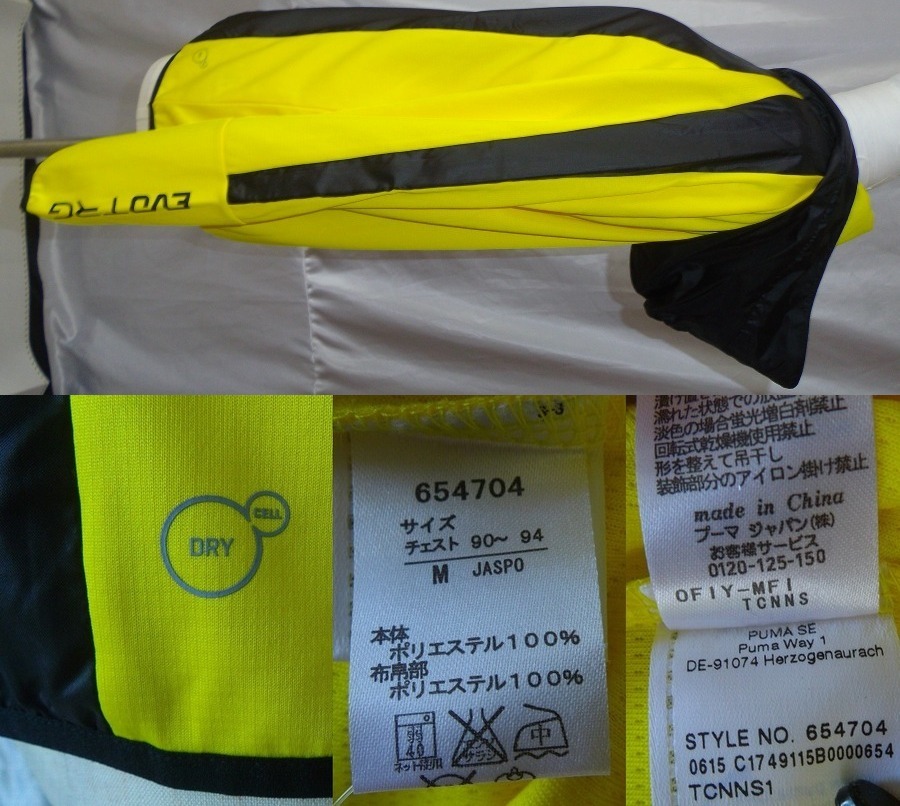 EVOTRG
DRY
CELL
654704
サイズ
チェスト 90～ 94
M JASPO
本体
ポリエステル100%
布帛部
ポリエステル100%
40
ネット使用
エンソサラシ
中
濡れた状態での放置
淡色の場合蛍光増白剤禁止
回転式乾燥機使用禁止
形を整えて吊干し
装飾部分のアイロン掛け禁止
made in China
プーマ ジャパン(株)
お客様サービス
0120-125-150
OFIY-MFI
TCNNS
PUMA SE
Puma Way 1
DE-91074 Herzogenaurach
STYLE NO. 654704
0615 C1749115B0000654
TCNNS1